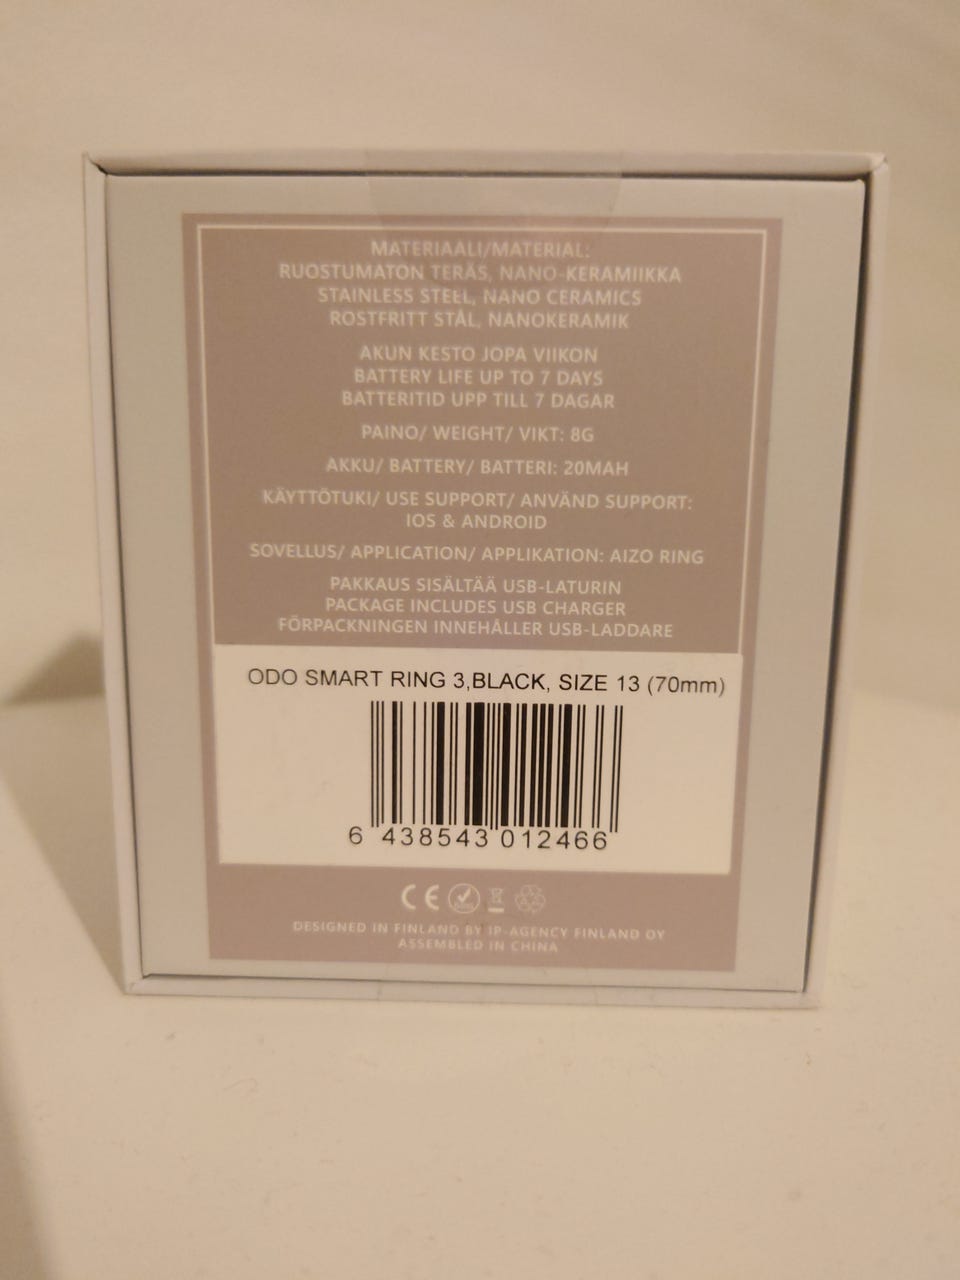 MATERIAALI/MATERIAL:
RUOSTUMATON TERÄS, NANO-KERAMIIKKA
STAINLESS STEEL, NANO CERAMICS
ROSTFRITT STÅL, NANOKERAMIK
AKUN KESTO JOPA VIIKON
BATTERY LIFE UP TO 7 DAYS
BATTERITID UPP TILL 7 DAGAR
PAINO/ WEIGHT/ VIKT: 8G
AKKU/ BATTERY/ BATTERI: 20MAH
KÄYTTÖTUKI/ USE SUPPORT/ ANVÄND SUPPORT:
IOS & ANDROID
SOVELLUS/ APPLICATION/ APPLIKATION: AIZO RING
PAKKAUS SISÄLTÄÄ USB-LATURIN
PACKAGE INCLUDES USB CHARGER
FÖRPACKNINGEN INNEHÅLLER USB-LADDARE
ODO SMART RING 3,BLACK, SIZE 13 (70mm)
6 438543 012466
CE
DESIGNED IN FINLAND BY IP-AGENCY FINLAND OY
ASSEMBLED IN CHINA